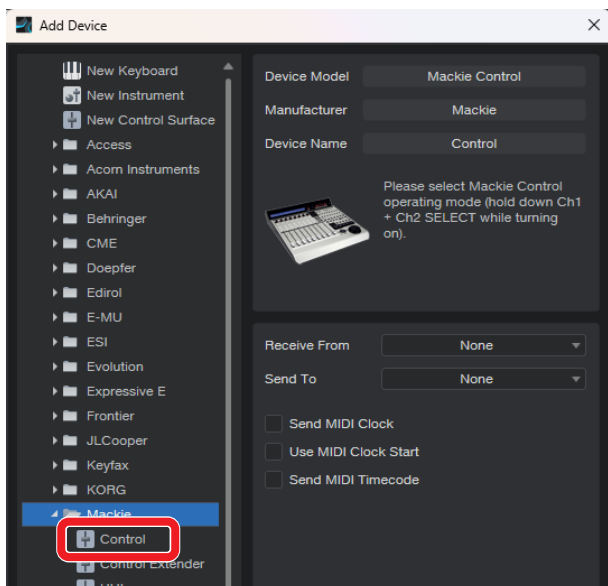 Add Device
New Keyboard
New Instrument
New Control Surface
Access
Acorn Instruments
AKAI
Behringer
CME
Doepfer
Edirol
E-MU
ESI
Evolution
Expressive E
Frontier
JLCooper
Keyfax
KORG
Mackie
Control
Control Extender
Device Model
Mackie Control
Manufacturer
Mackie
Device Name
Control
Please select Mackie Control
operating mode (hold down Ch1
+ Ch2 SELECT while turning
on).
Receive From
None
Send To
None
Send MIDI Clock
Use MIDI Clock Start
Send MIDI Timecode